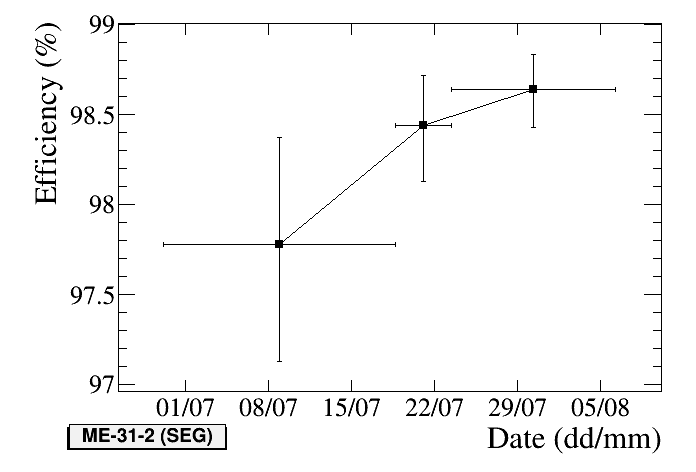 Efficiency (%)
99
98.5
98
97.5
97
01/07 08/07 15/07 22/07 29/07 05/08
ME-31-2 (SEG)
Date (dd/mm)